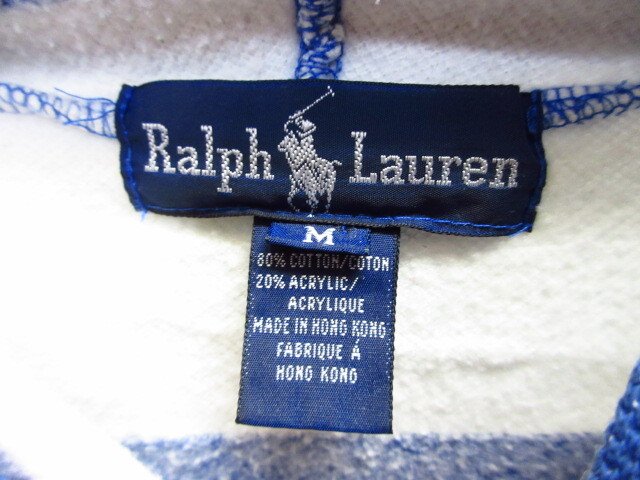 Ralph Lauren
M
80% COTTON/COTON
20% ACRYLIC/
ACRYLIQUE
MADE IN HONG KONG
FABRIQUE Á
HONG KONG